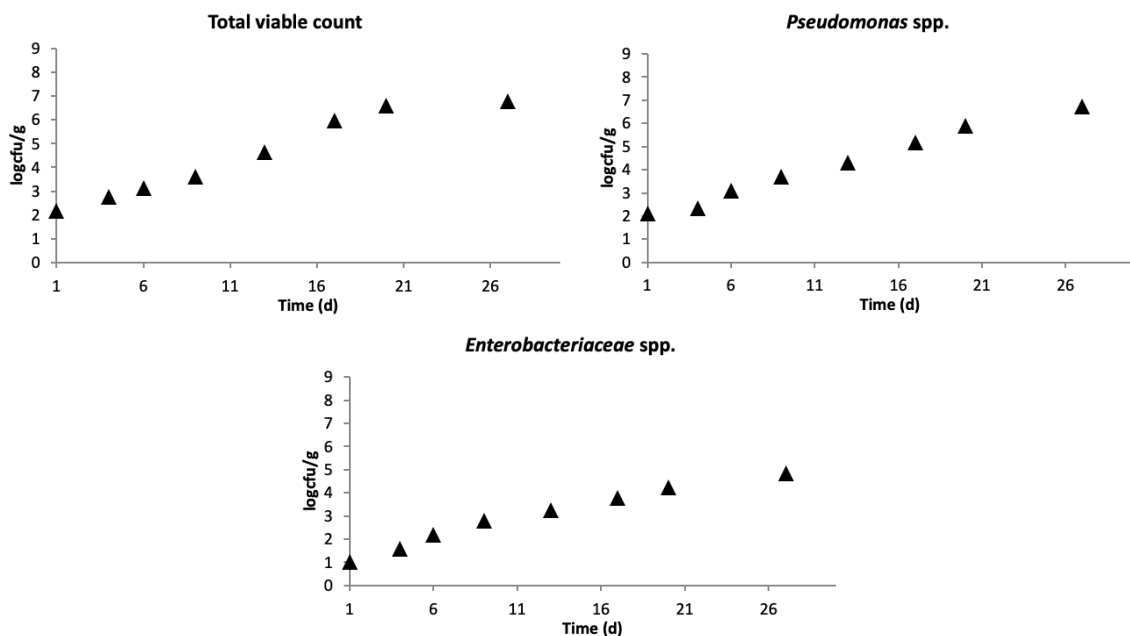 Total viable count
9
8
7
6
5
4
3
2
1
0
logcfu/g
1 6 11 16 21 26
Time (d)
Pseudomonas spp.
9
8
7
6
5
4
3
2
1
0
logcfu/g
1 6 11 16 21 26
Time (d)
Enterobacteriaceae spp.
9
8
7
6
5
4
3
2
1
0
logcfu/g
1 6 11 16 21 26
Time (d)